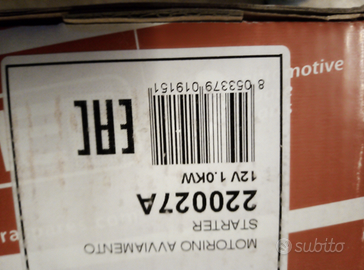 MOTORINO AVVIAMENTO
STARTER
220027A
12V 1.0KW
8 053379 019151
EAC
motive
subito